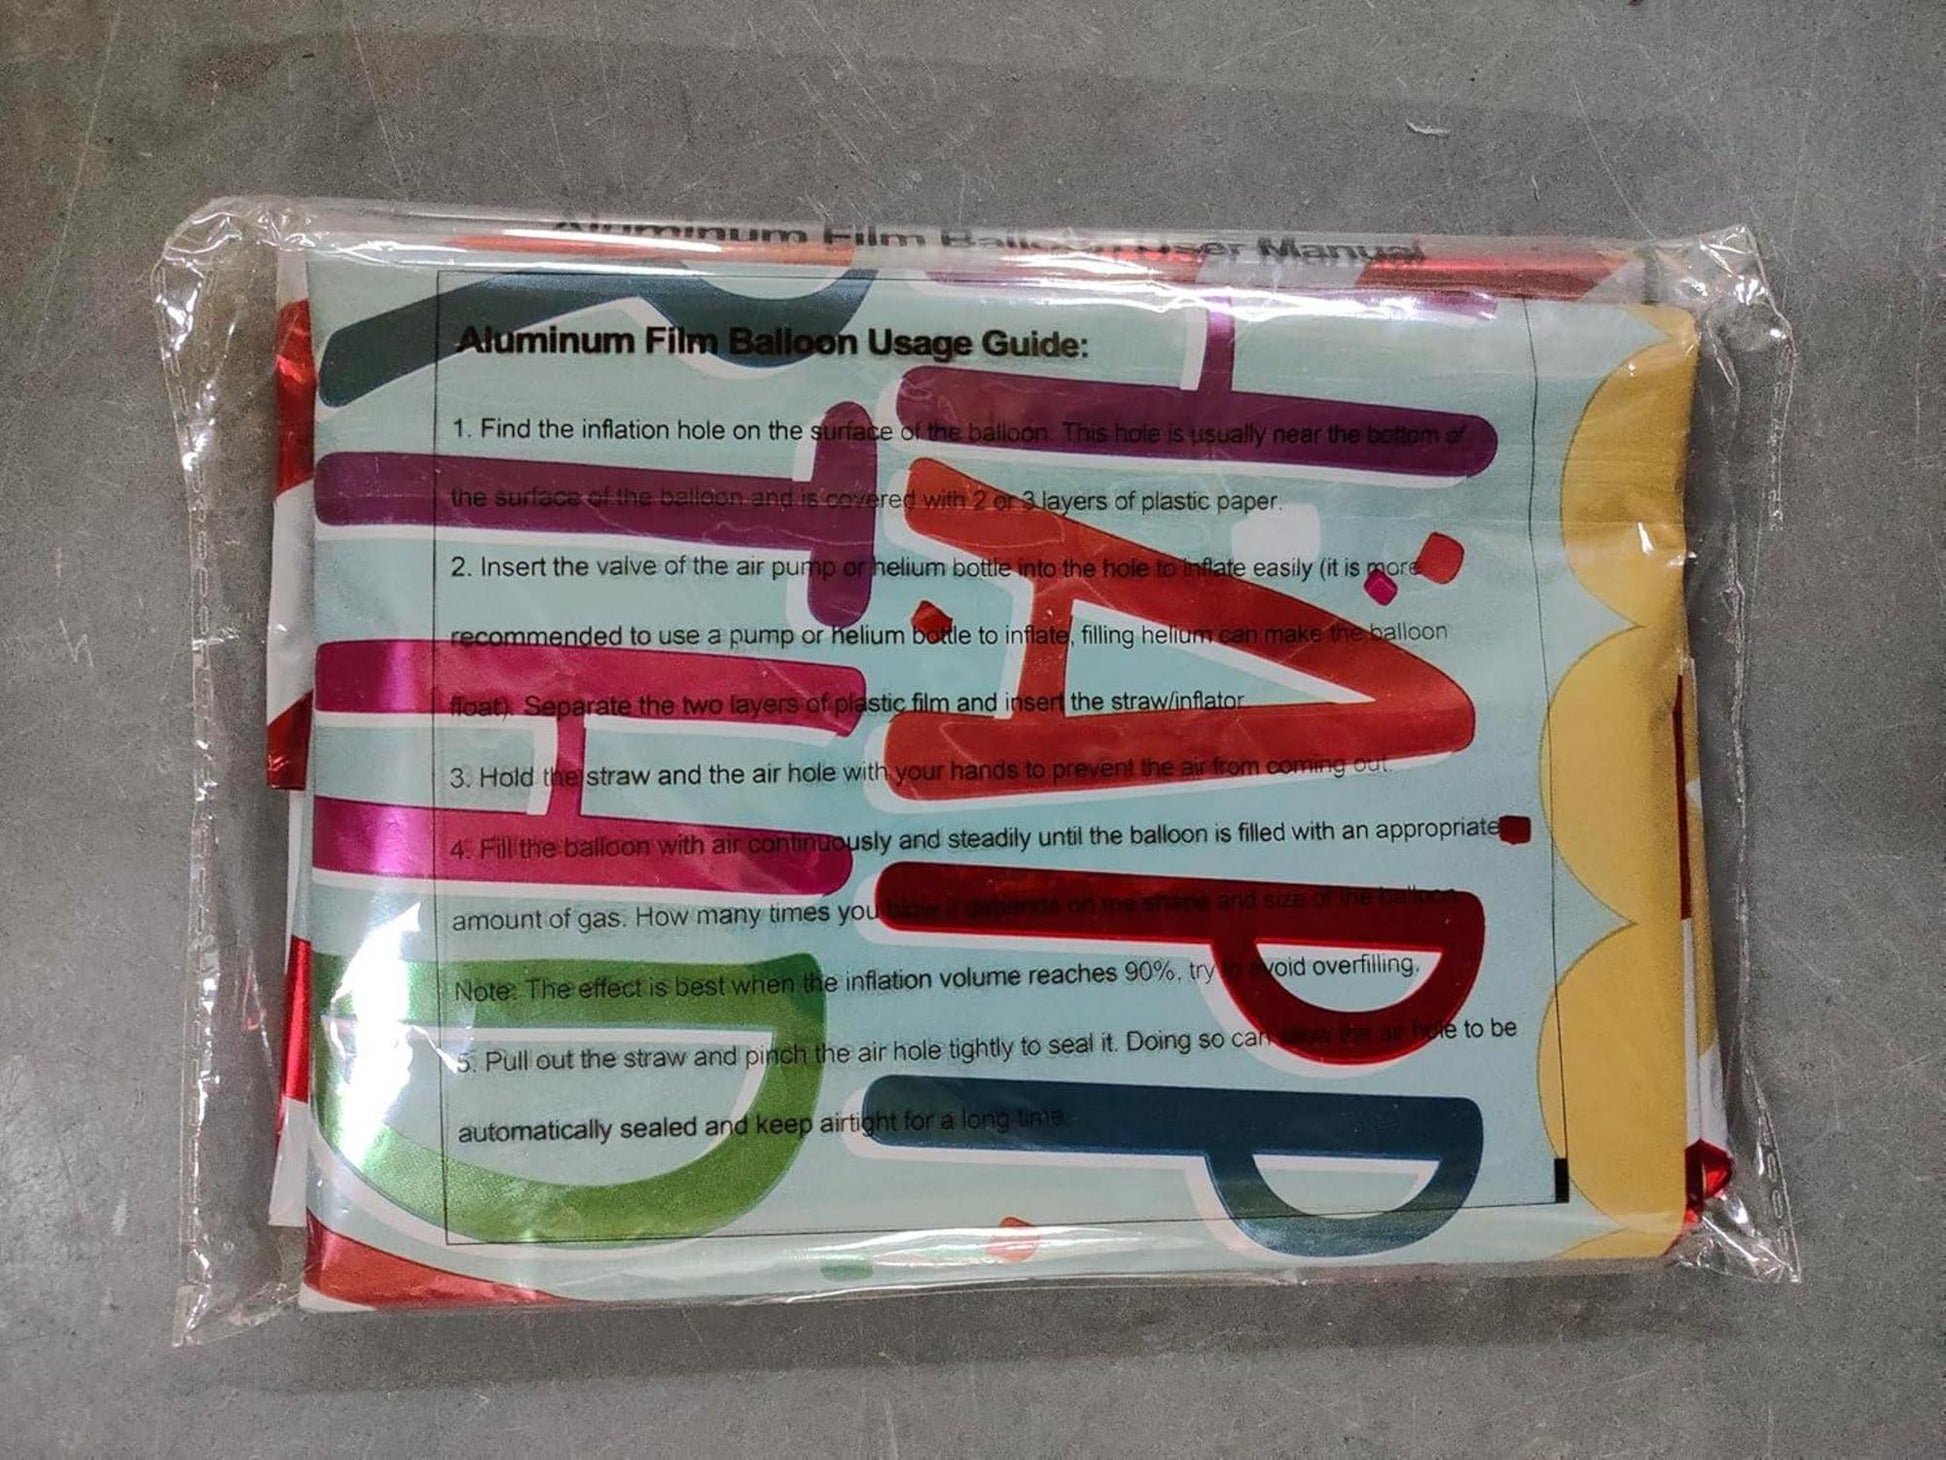 Aluminum Film Balloon User Manual
Aluminum Film Balloon Usage Guide:
1. Find the inflation hole on the surface of the balloon. This hole is usually near the bottom of
the surface of the balloon and is covered with 2 or 3 layers of plastic paper.
2. Insert the valve of the air pump or helium bottle into the hole to inflate easily (it is more
recommended to use a pump or helium bottle to inflate, filling helium can make the balloon
float). Separate the two layers of plastic film and insert the straw/inflator.
3. Hold the straw and the air hole with your hands to prevent the air from coming out.
4. Fill the balloon with air continuously and steadily until the balloon is filled with an appropriate
amount of gas. How many times you blow it depends on the shape and size of the balloon.
Note: The effect is best when the inflation volume reaches 90%, try to avoid overfilling.
5. Pull out the straw and pinch the air hole tightly to seal it. Doing so can allow the air hole to be
automatically sealed and keep airtight for a long time.
HAPP
THD